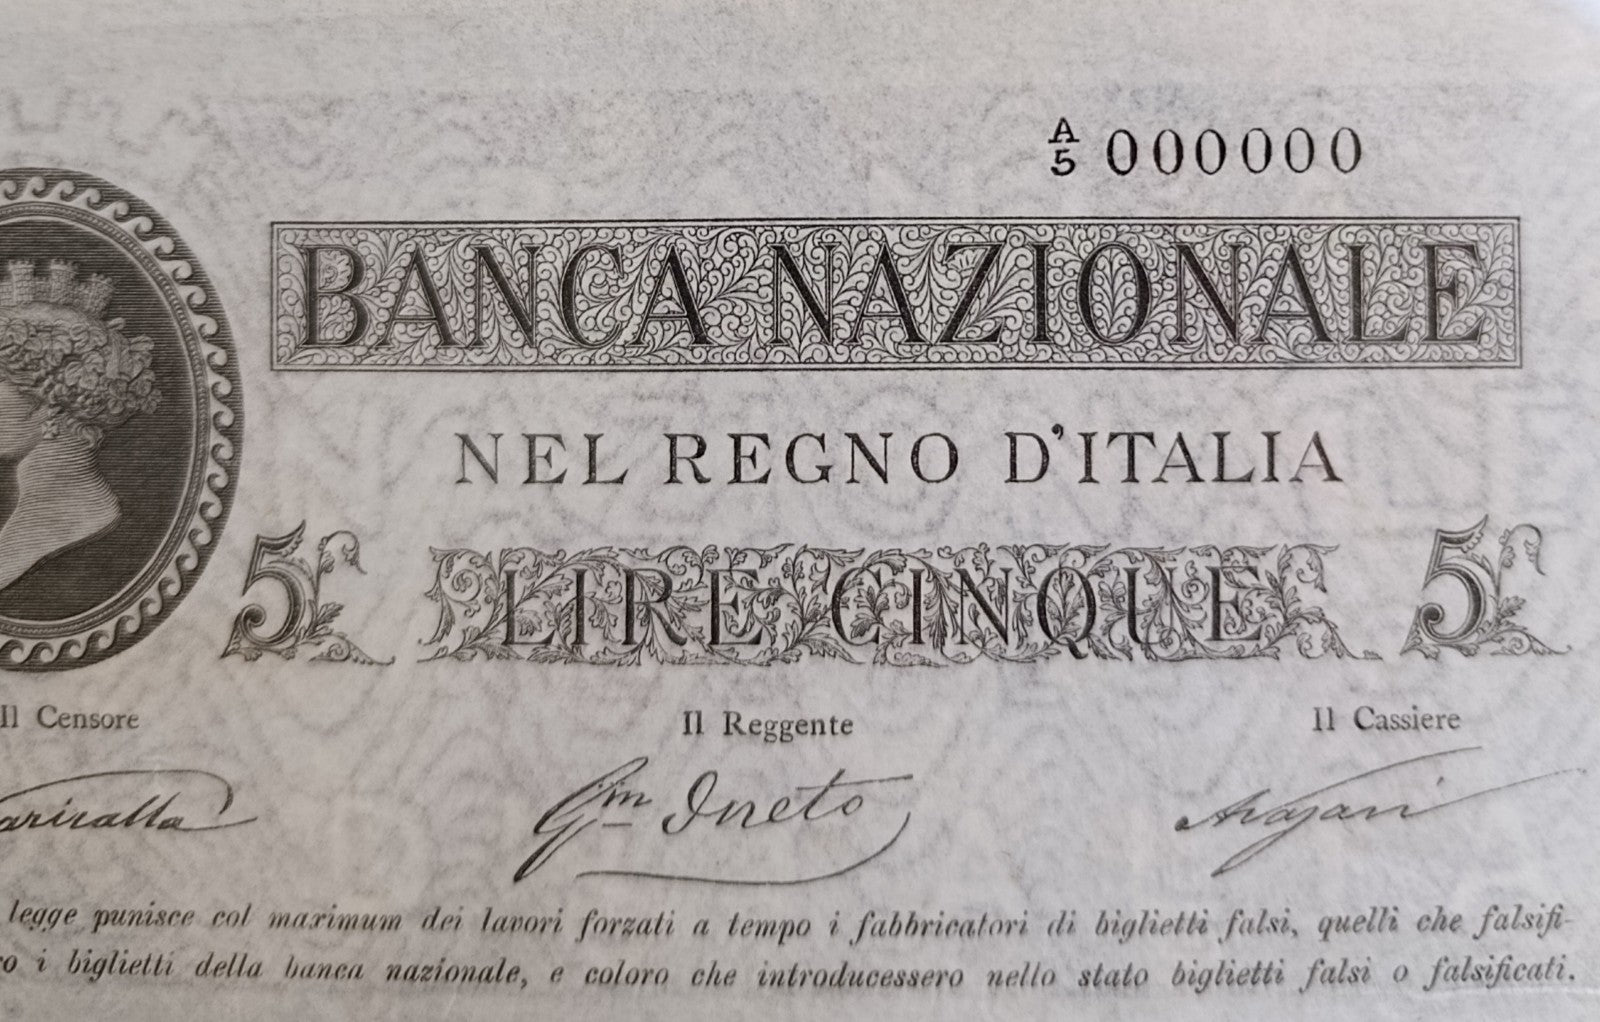 A/5 000000
BANCA NAZIONALE
NEL REGNO D'ITALIA
5 LIRE CINQUE 5
Il Censore Il Reggente Il Cassiere
legge punisce col maximum dei lavori forzati a tempo i fabbricatori di biglietti falsi, quelli che falsifi-
o i biglietti della banca nazionale, e coloro che introducessero nello stato biglietti falsi o falsificati.